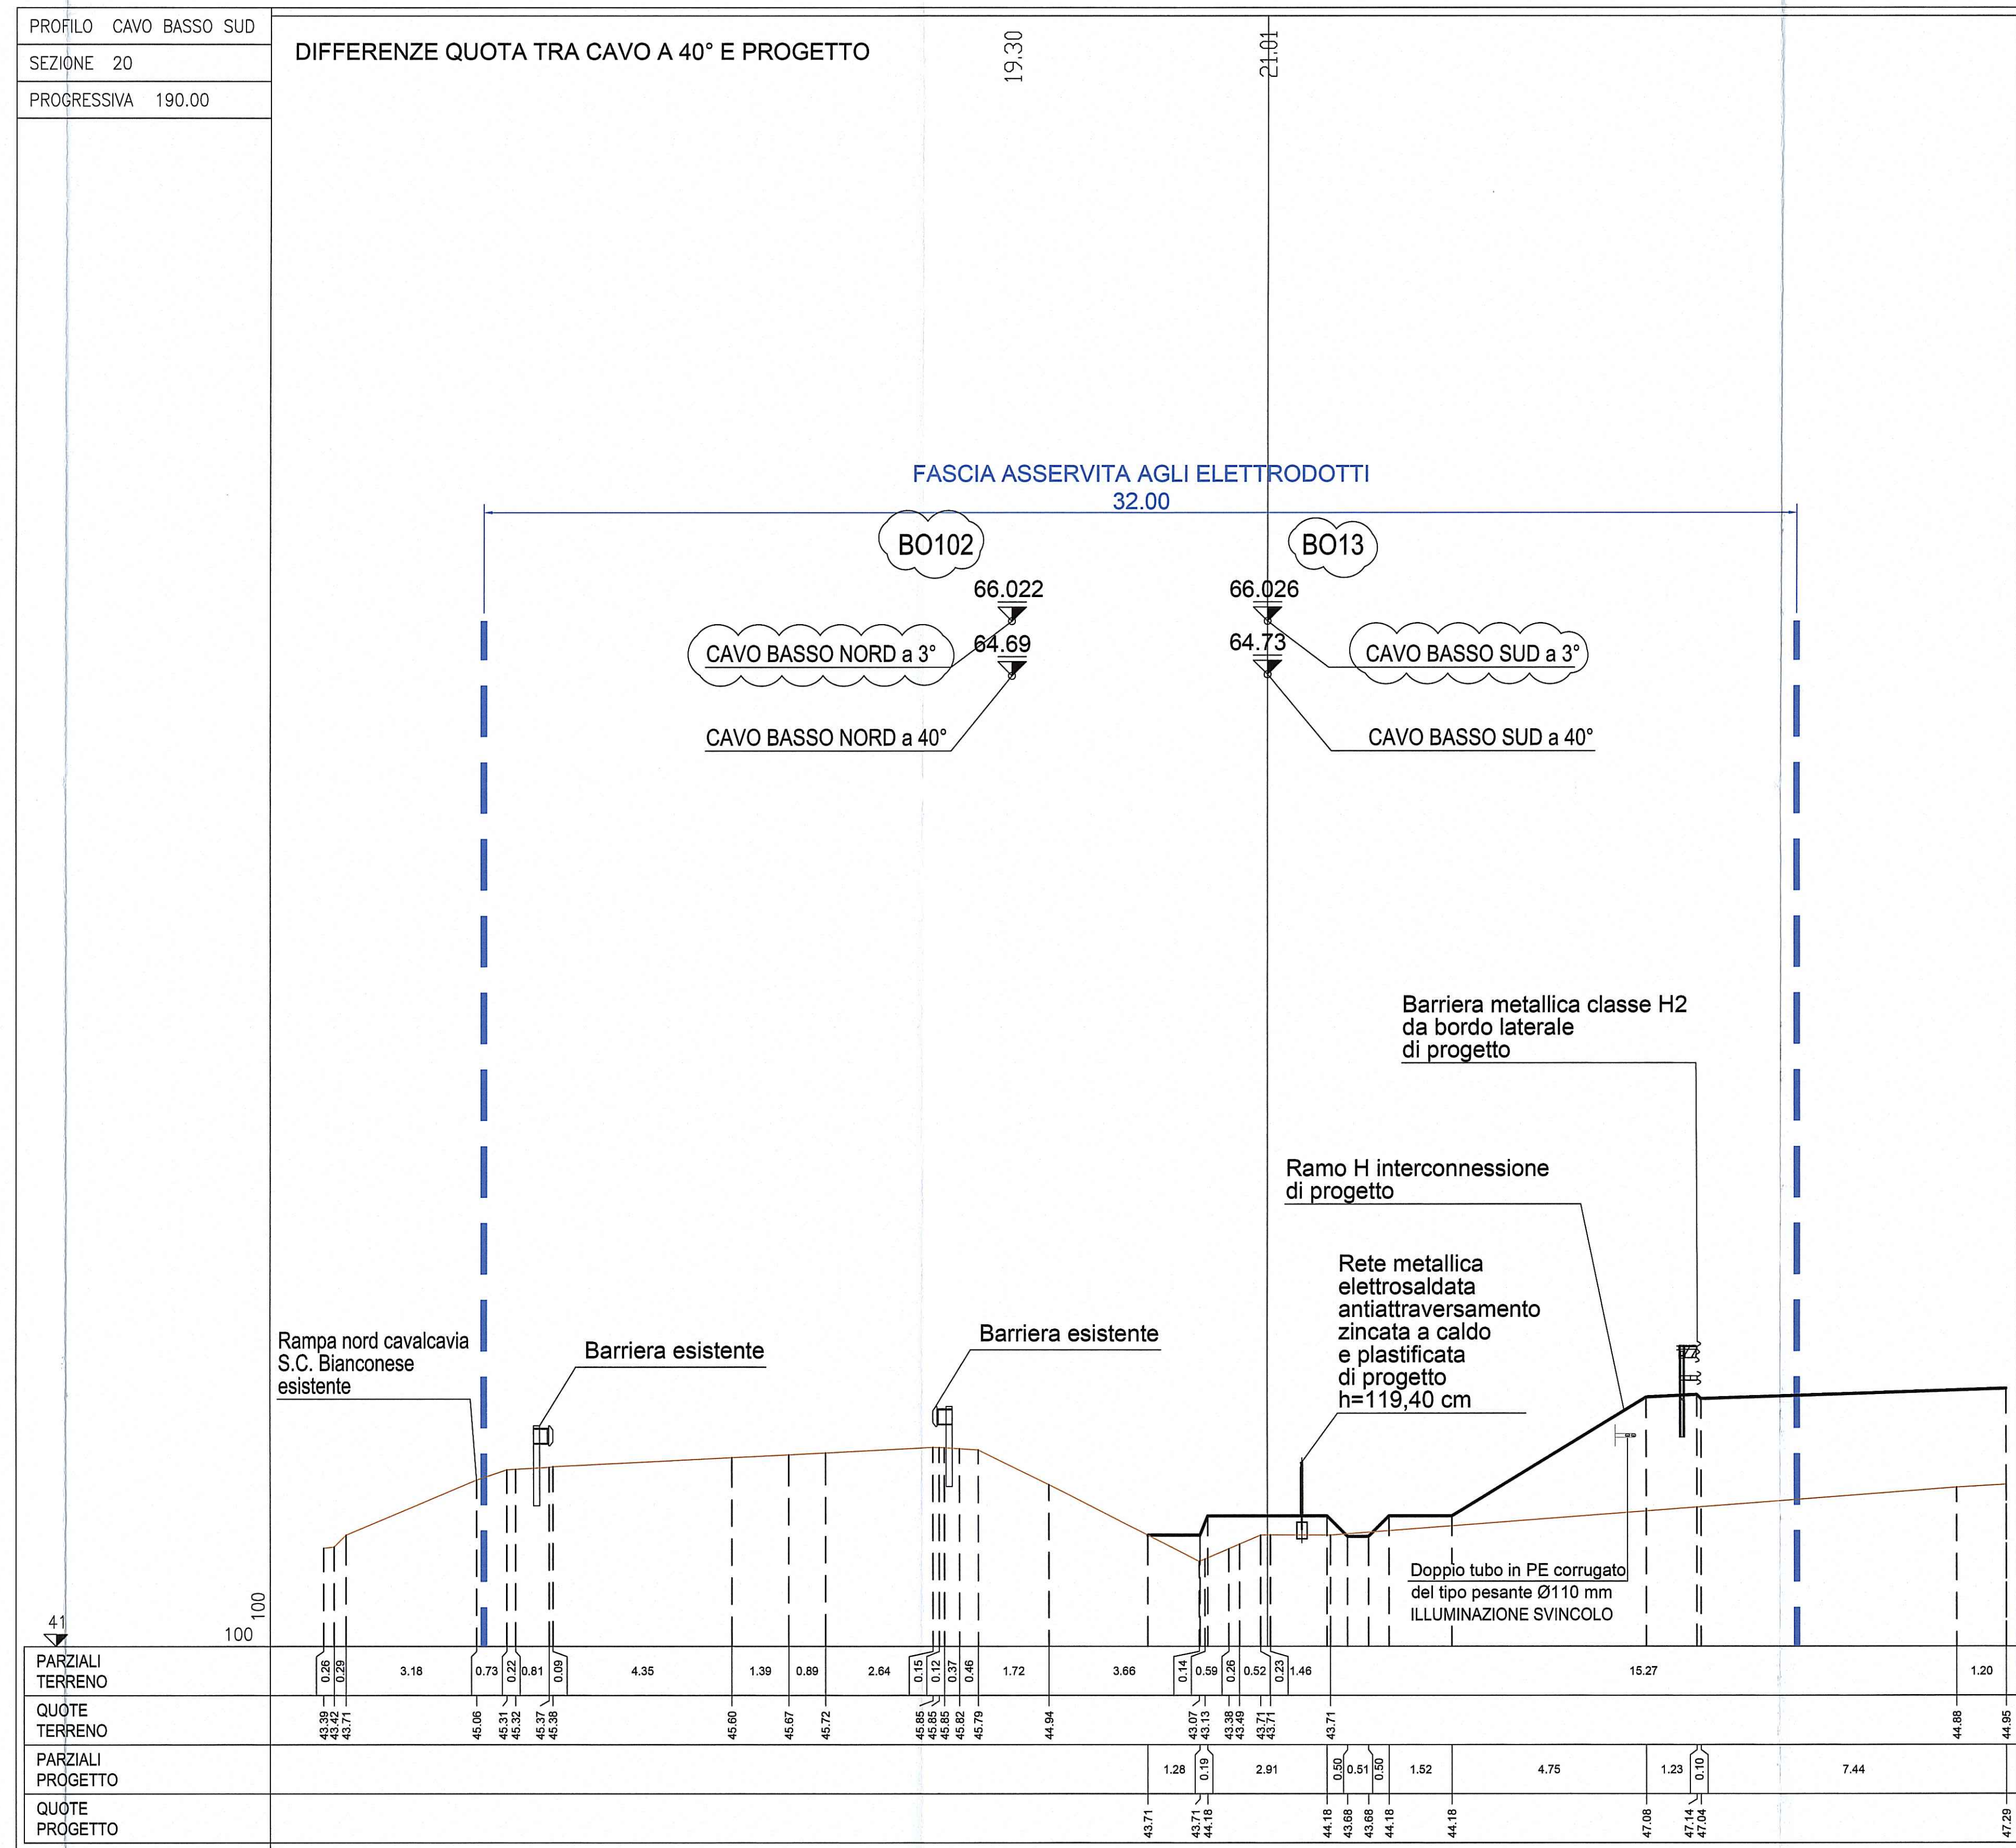 PROFILO CAVO BASSO SUD
SEZIONE 20
PROGRESSIVA 190.00
DIFFERENZE QUOTA TRA CAVO A 40° E PROGETTO
19.30
21.01
FASCIA ASSERVITA AGLI ELETTRODOTTI
32.00
BO102
BO13
66.022
66.026
CAVO BASSO NORD a 3°
64.69
64.73
CAVO BASSO SUD a 3°
CAVO BASSO NORD a 40°
CAVO BASSO SUD a 40°
Barriera metallica classe H2
da bordo laterale
di progetto
Ramo H interconnessione
di progetto
Rete metallica
elettrosaldata
antiattraversamento
zincata a caldo
e plastificata
di progetto
h=119,40 cm
Rampa nord cavalcavia
S.C. Bianconese
esistente
Barriera esistente
Barriera esistente
Doppio tubo in PE corrugato
del tipo pesante Ø110 mm
ILLUMINAZIONE SVINCOLO
41
100
100
PARZIALI
TERRENO
0.26 0.29 3.18 0.73 0.22 0.81 0.09 4.35 1.39 0.89 2.64 0.15 0.12 0.37 0.46 1.72 3.66 0.14 0.59 0.26 0.52 0.23 1.46 15.27 1.20
QUOTE
TERRENO
43.39 43.42 43.71 45.06 45.31 45.32 45.37 45.38 45.60 45.67 45.72 45.85 45.85 45.85 45.82 45.79 44.94 43.07 43.13 43.38 43.49 43.71 43.71 43.71 44.88 44.95
PARZIALI
PROGETTO
1.28 0.19 2.91 0.50 0.51 0.50 1.52 4.75 1.23 0.10 7.44
QUOTE
PROGETTO
43.71 43.71 44.18 44.18 43.68 43.68 44.18 44.18 47.08 47.14 47.04 47.29